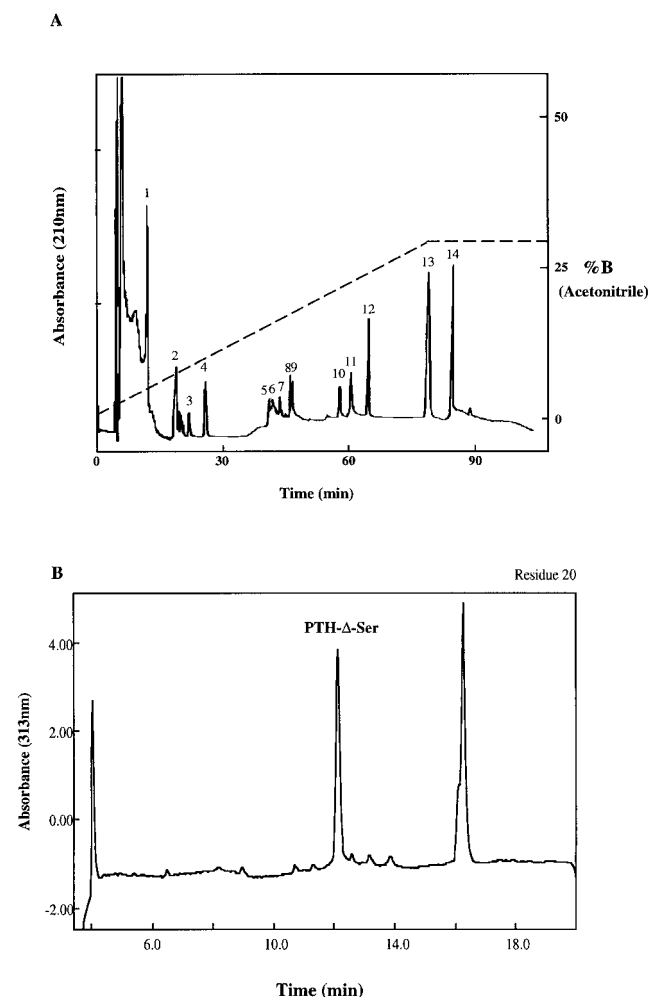 A
Absorbance (210nm)
50
25
0
%B
(Acetonitrile)
1
2
3
4
56
7
89
10
11
12
13
14
0
30
60
90
Time (min)
B
Residue 20
PTH-Δ-Ser
Absorbance (313nm)
4.00
2.00
0.00
-2.00
6.0
10.0
14.0
18.0
Time (min)